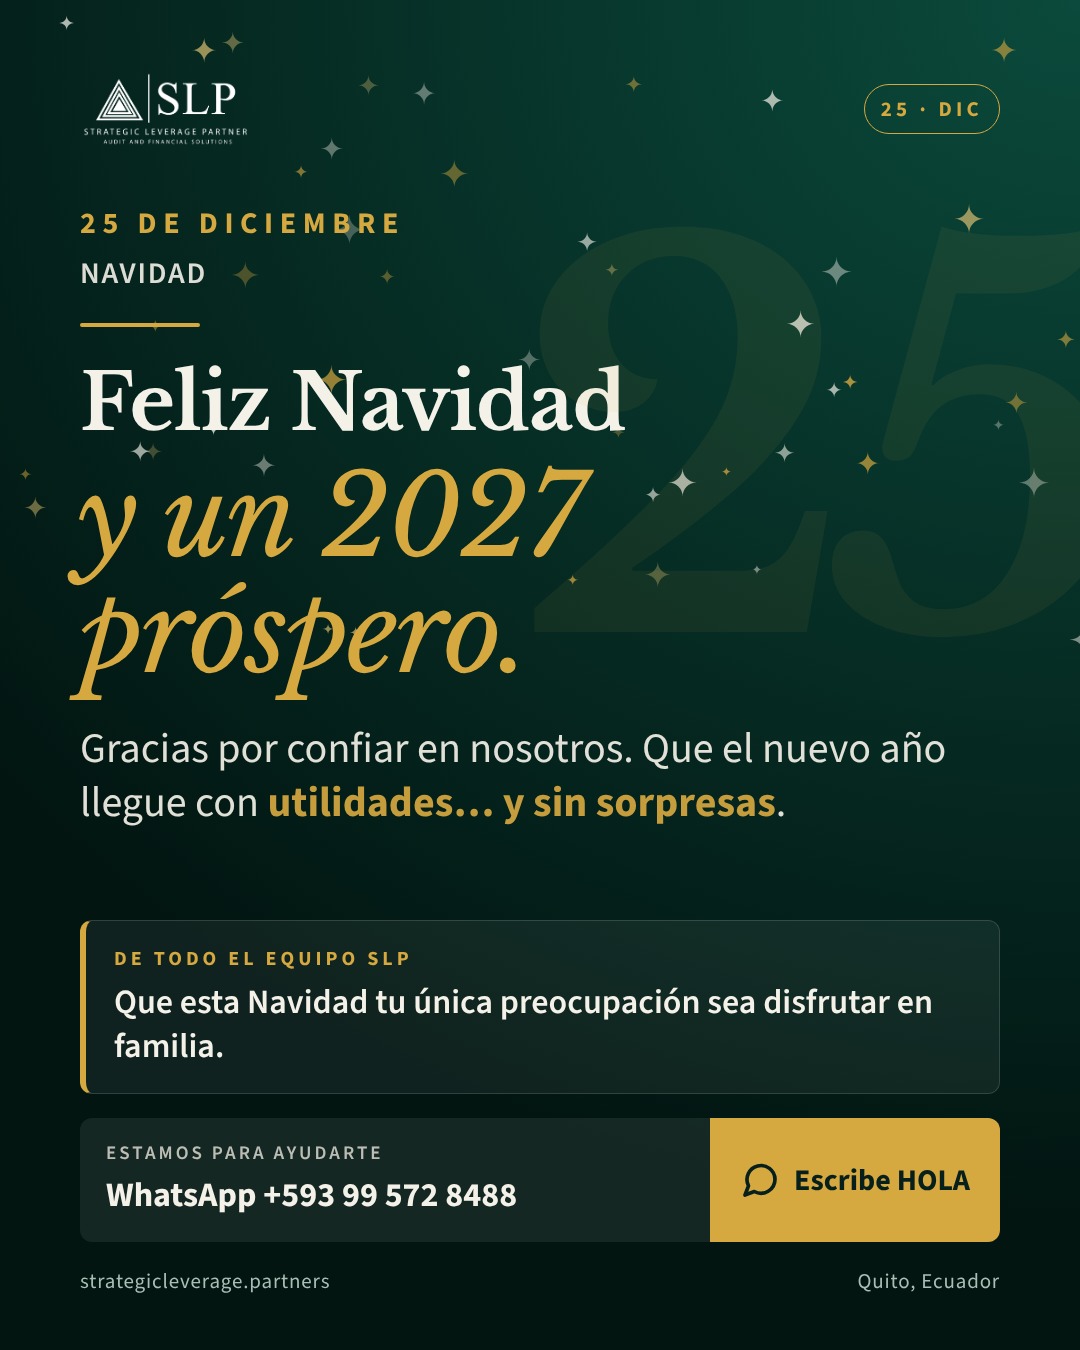 SLP
STRATEGIC LEVERAGE PARTNER
AUDIT AND FINANCIAL SOLUTIONS
25 · DIC
25 DE DICIEMBRE
NAVIDAD
25
Feliz Navidad
y un 2027
próspero.
Gracias por confiar en nosotros. Que el nuevo año
llegue con utilidades... y sin sorpresas.
DE TODO EL EQUIPO SLP
Que esta Navidad tu única preocupación sea disfrutar en
familia.
ESTAMOS PARA AYUDARTE
WhatsApp +593 99 572 8488
Escribe HOLA
strategicleverage.partners
Quito, Ecuador